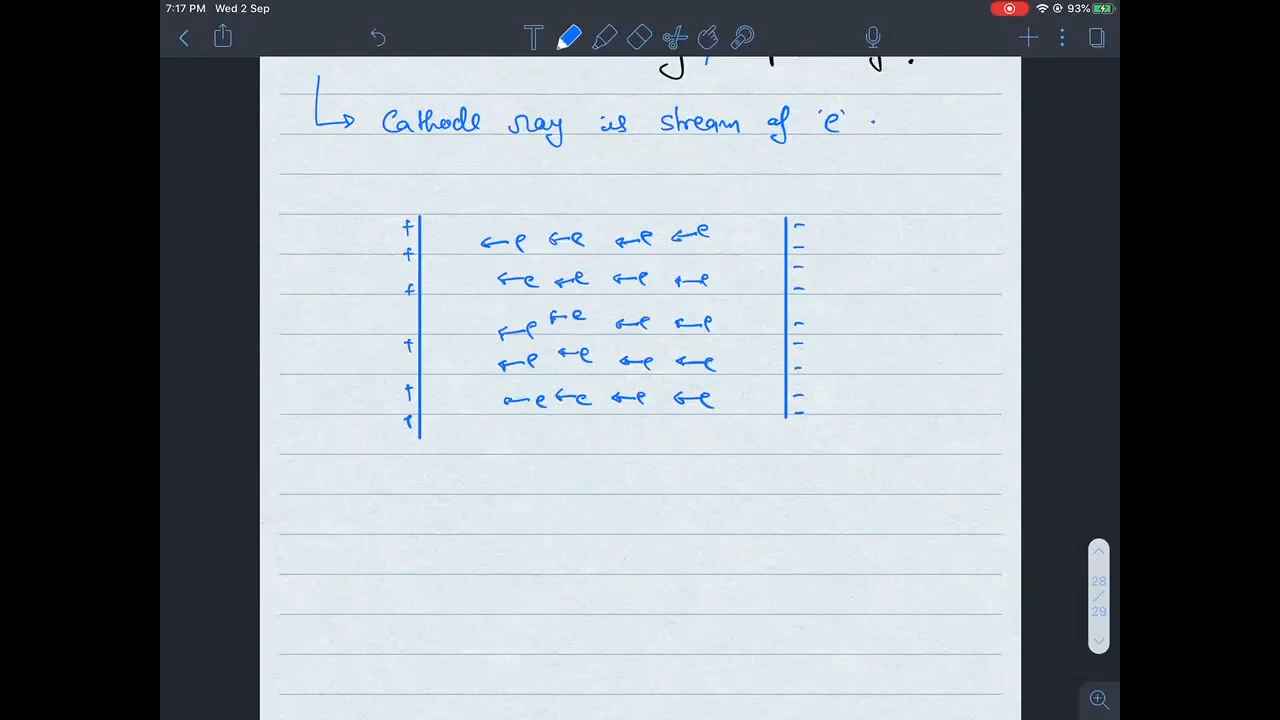 7:17 PM Wed 2 Sep
93%
T
Cathode ray is stream of 'e' .
+ ←e ←e ←e ←e -
+ -
+ ←e ←e ←e ←e -
-
←e ←e ←e ←e -
+ -
←e ←e ←e ←e -
+ ←e ←e ←e ←e -
+ -
28
/
29